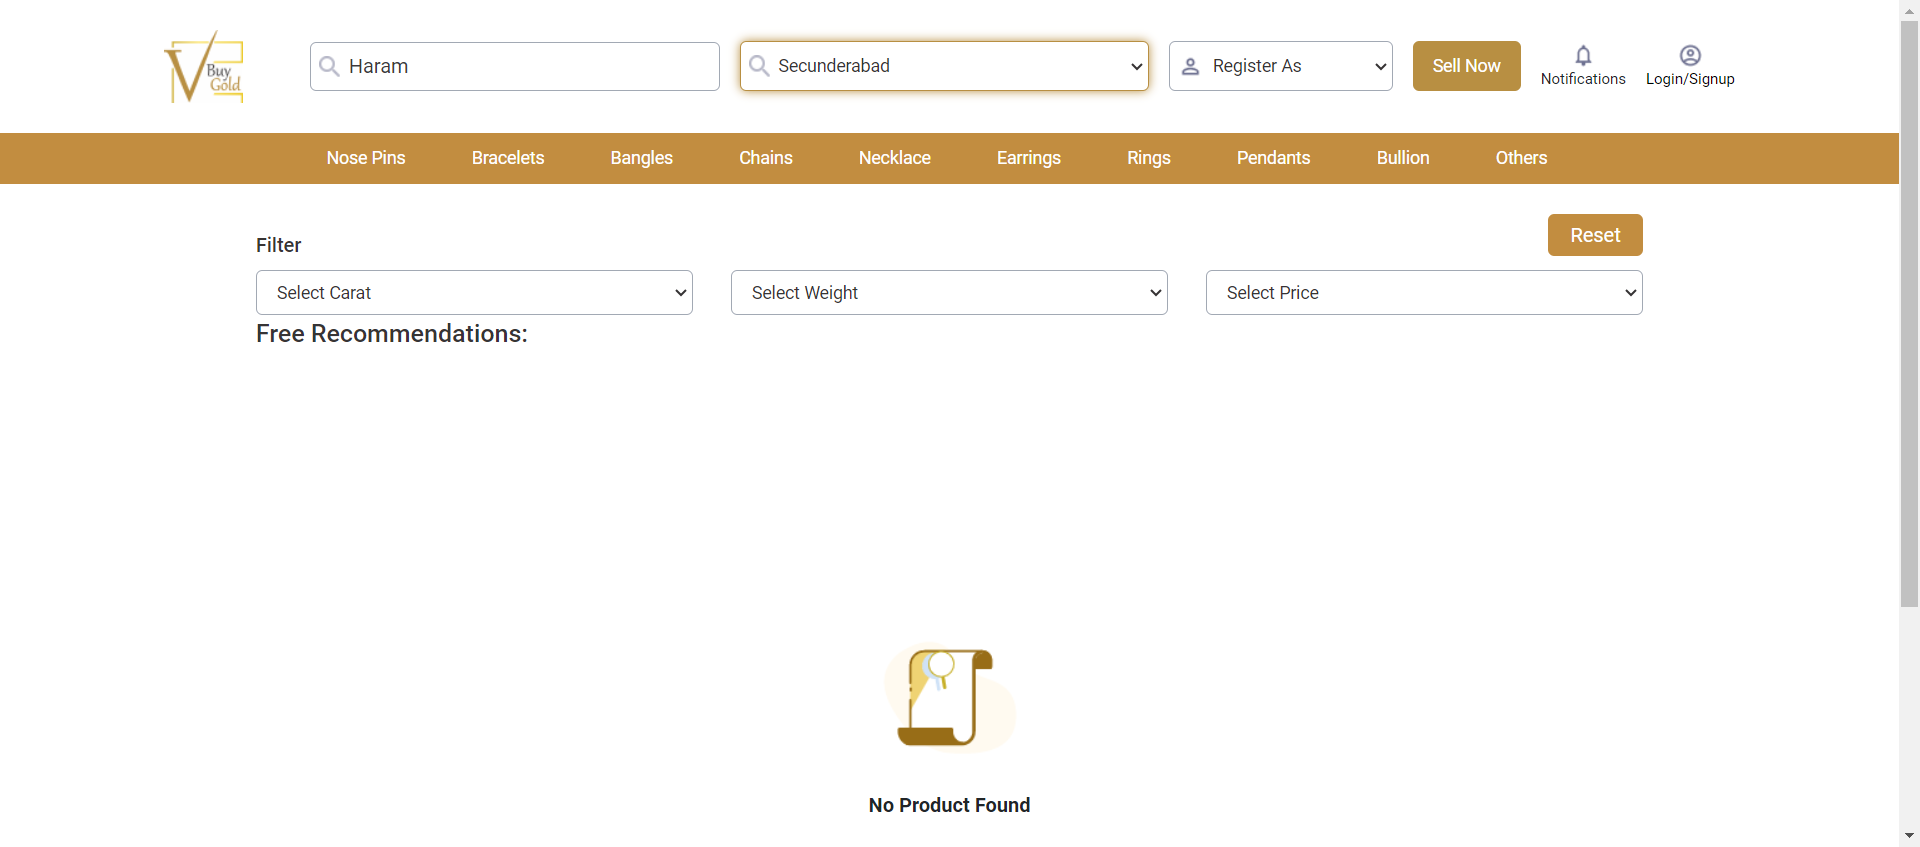 V Buy Gold
Haram
Secunderabad
Register As
Sell Now
Notifications
Login/Signup
Nose Pins
Bracelets
Bangles
Chains
Necklace
Earrings
Rings
Pendants
Bullion
Others
Filter
Reset
Select Carat
Select Weight
Select Price
Free Recommendations:
No Product Found